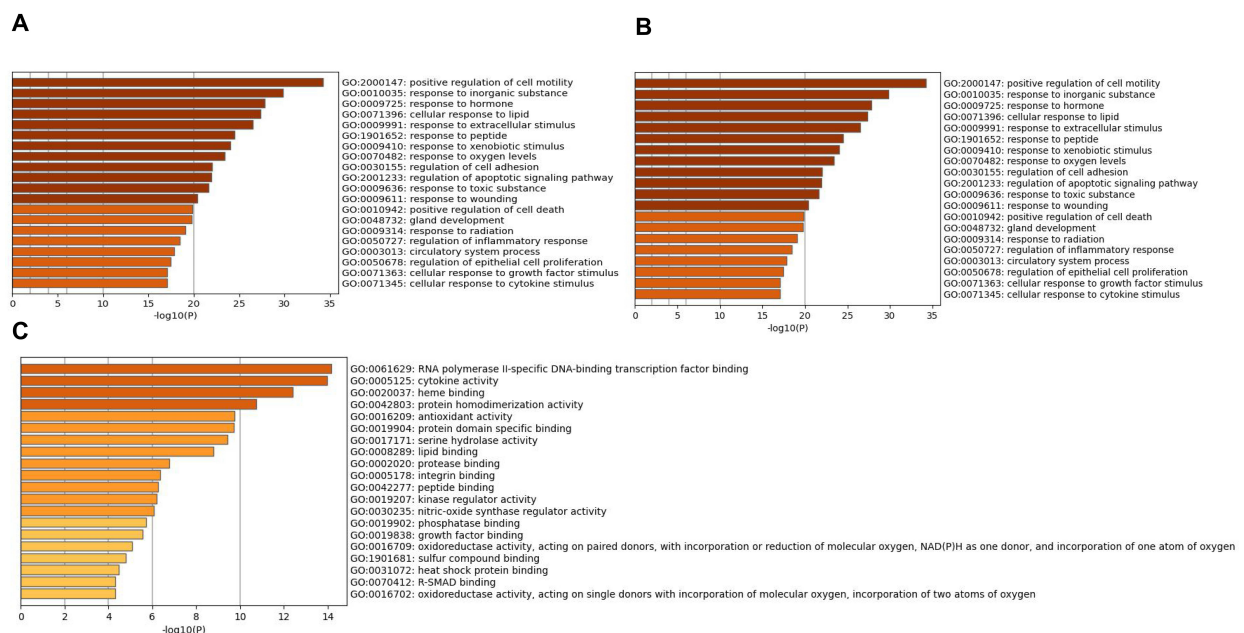 A
GO:2000147: positive regulation of cell motility
GO:0010035: response to inorganic substance
GO:0009725: response to hormone
GO:0071396: cellular response to lipid
GO:0009991: response to extracellular stimulus
GO:1901652: response to peptide
GO:0009410: response to xenobiotic stimulus
GO:0070482: response to oxygen levels
GO:0030155: regulation of cell adhesion
GO:2001233: regulation of apoptotic signaling pathway
GO:0009636: response to toxic substance
GO:0009611: response to wounding
GO:0010942: positive regulation of cell death
GO:0048732: gland development
GO:0009314: response to radiation
GO:0050727: regulation of inflammatory response
GO:0003013: circulatory system process
GO:0050678: regulation of epithelial cell proliferation
GO:0071363: cellular response to growth factor stimulus
GO:0071345: cellular response to cytokine stimulus
0 5 10 15 20 25 30 35
-log10(P)
B
GO:2000147: positive regulation of cell motility
GO:0010035: response to inorganic substance
GO:0009725: response to hormone
GO:0071396: cellular response to lipid
GO:0009991: response to extracellular stimulus
GO:1901652: response to peptide
GO:0009410: response to xenobiotic stimulus
GO:0070482: response to oxygen levels
GO:0030155: regulation of cell adhesion
GO:2001233: regulation of apoptotic signaling pathway
GO:0009636: response to toxic substance
GO:0009611: response to wounding
GO:0010942: positive regulation of cell death
GO:0048732: gland development
GO:0009314: response to radiation
GO:0050727: regulation of inflammatory response
GO:0003013: circulatory system process
GO:0050678: regulation of epithelial cell proliferation
GO:0071363: cellular response to growth factor stimulus
GO:0071345: cellular response to cytokine stimulus
0 5 10 15 20 25 30 35
-log10(P)
C
GO:0061629: RNA polymerase II-specific DNA-binding transcription factor binding
GO:0005125: cytokine activity
GO:0020037: heme binding
GO:0042803: protein homodimerization activity
GO:0016209: antioxidant activity
GO:0019904: protein domain specific binding
GO:0017171: serine hydrolase activity
GO:0008289: lipid binding
GO:0002020: protease binding
GO:0005178: integrin binding
GO:0042277: peptide binding
GO:0019207: kinase regulator activity
GO:0030235: nitric-oxide synthase regulator activity
GO:0019902: phosphatase binding
GO:0019838: growth factor binding
GO:0016709: oxidoreductase activity, acting on paired donors, with incorporation or reduction of molecular oxygen, NAD(P)H as one donor, and incorporation of one atom of oxygen
GO:1901681: sulfur compound binding
GO:0031072: heat shock protein binding
GO:0070412: R-SMAD binding
GO:0016702: oxidoreductase activity, acting on single donors with incorporation of molecular oxygen, incorporation of two atoms of oxygen
0 2 4 6 8 10 12 14
-log10(P)